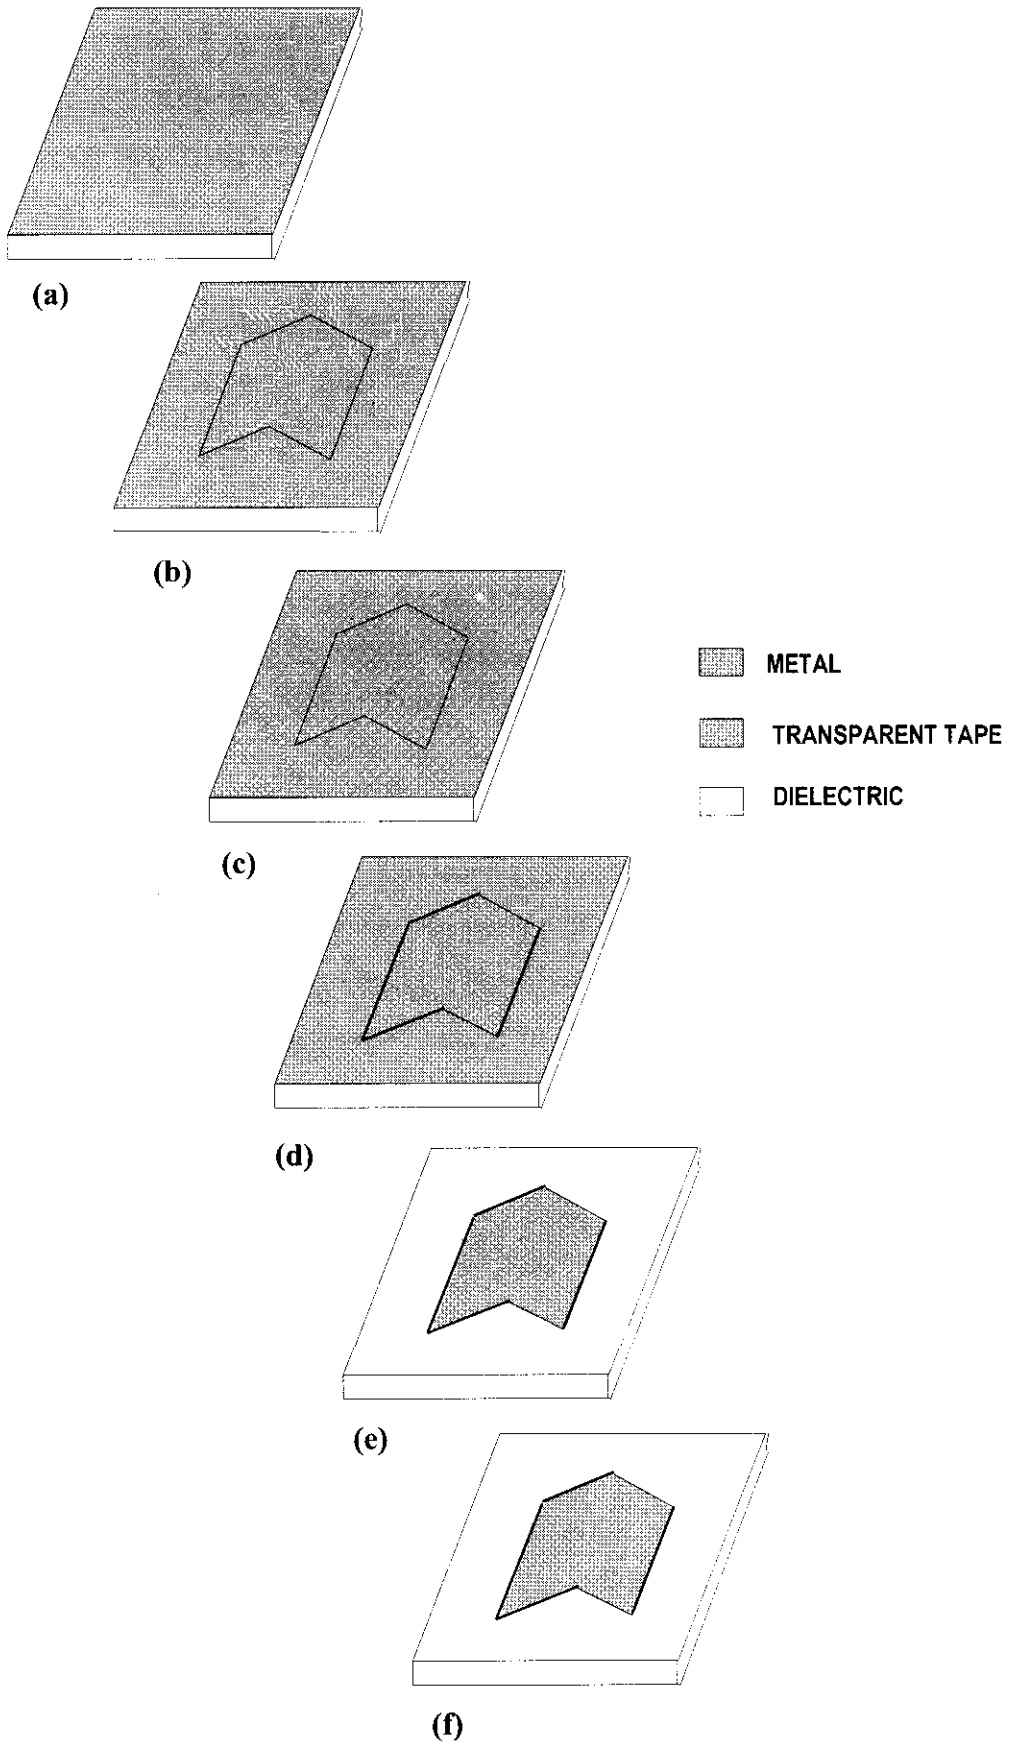 (a)
(b)
METAL
TRANSPARENT TAPE
DIELECTRIC
(c)
(d)
(e)
(f)